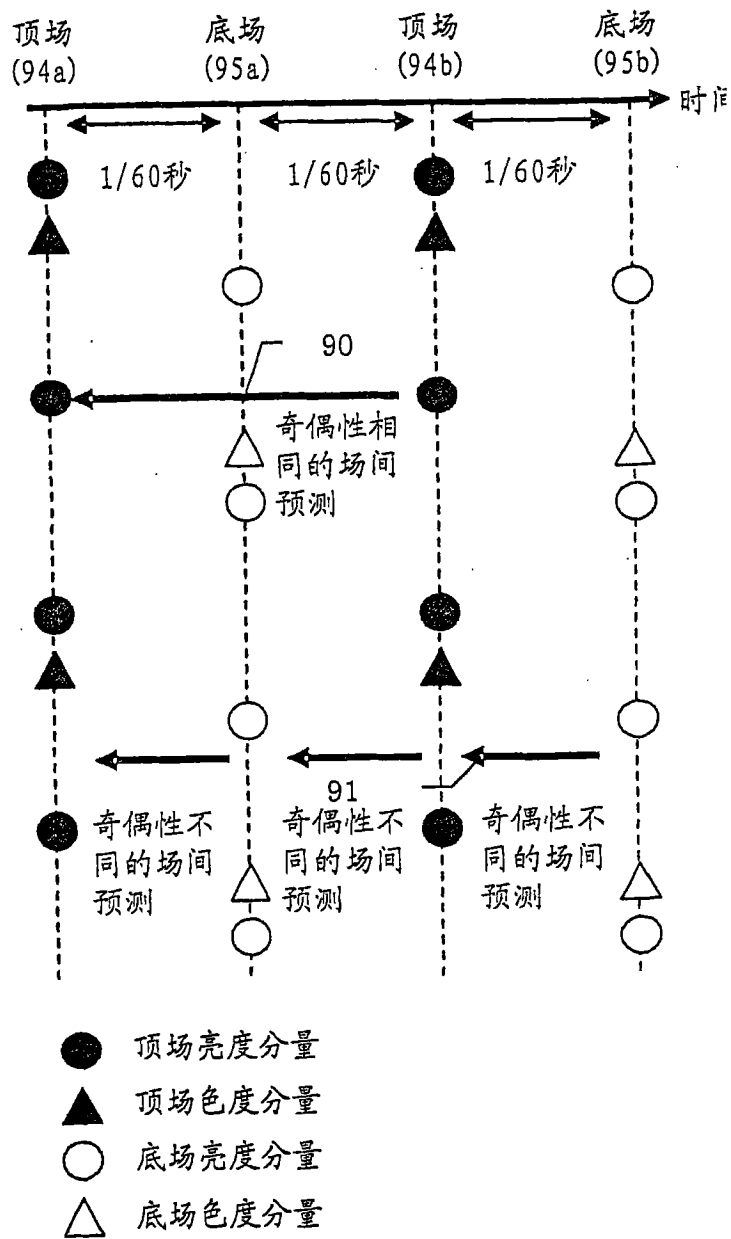 顶场 底场 顶场 底场
(94a) (95a) (94b) (95b)
时间
1/60秒 1/60秒 1/60秒
90
奇偶性相
同的场间
预测
91
奇偶性不 奇偶性不 奇偶性不
同的场间 同的场间 同的场间
预测 预测 预测
顶场亮度分量
顶场色度分量
底场亮度分量
底场色度分量